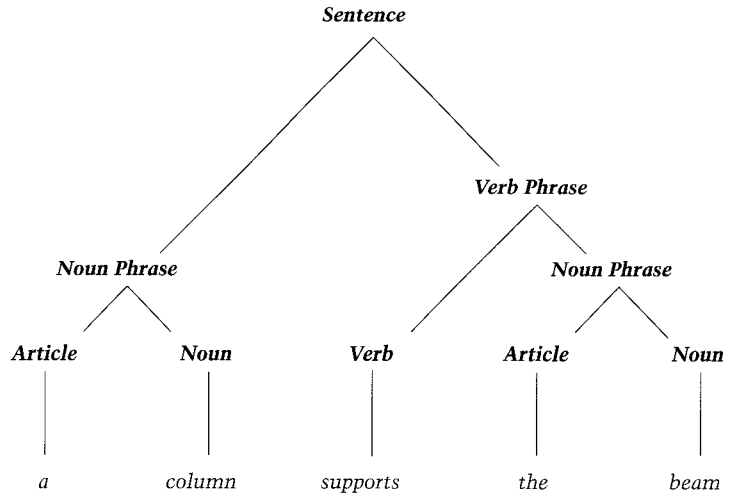 Sentence
Verb Phrase
Noun Phrase Noun Phrase
Article Noun Verb Article Noun
a column supports the beam